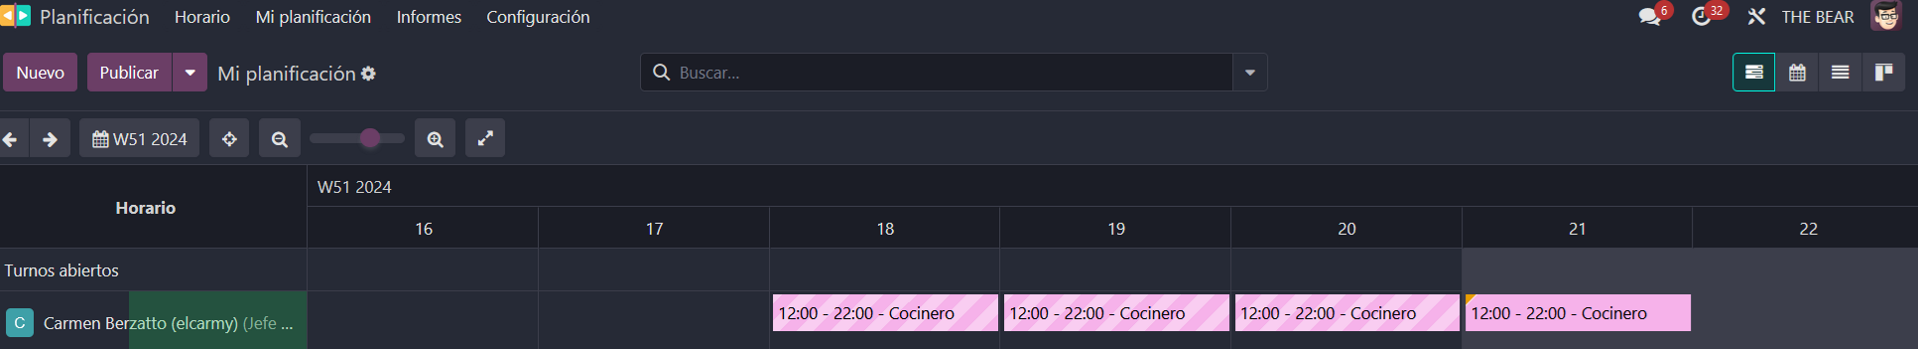 Planificación Horario Mi planificación Informes Configuración 6 32 THE BEAR
Nuevo Publicar Mi planificación Buscar...
W51 2024
W51 2024
Horario
16 17 18 19 20 21 22
Turnos abiertos
C Carmen Berzatto (elcarmy) (Jefe ... 12:00 - 22:00 - Cocinero 12:00 - 22:00 - Cocinero 12:00 - 22:00 - Cocinero 12:00 - 22:00 - Cocinero